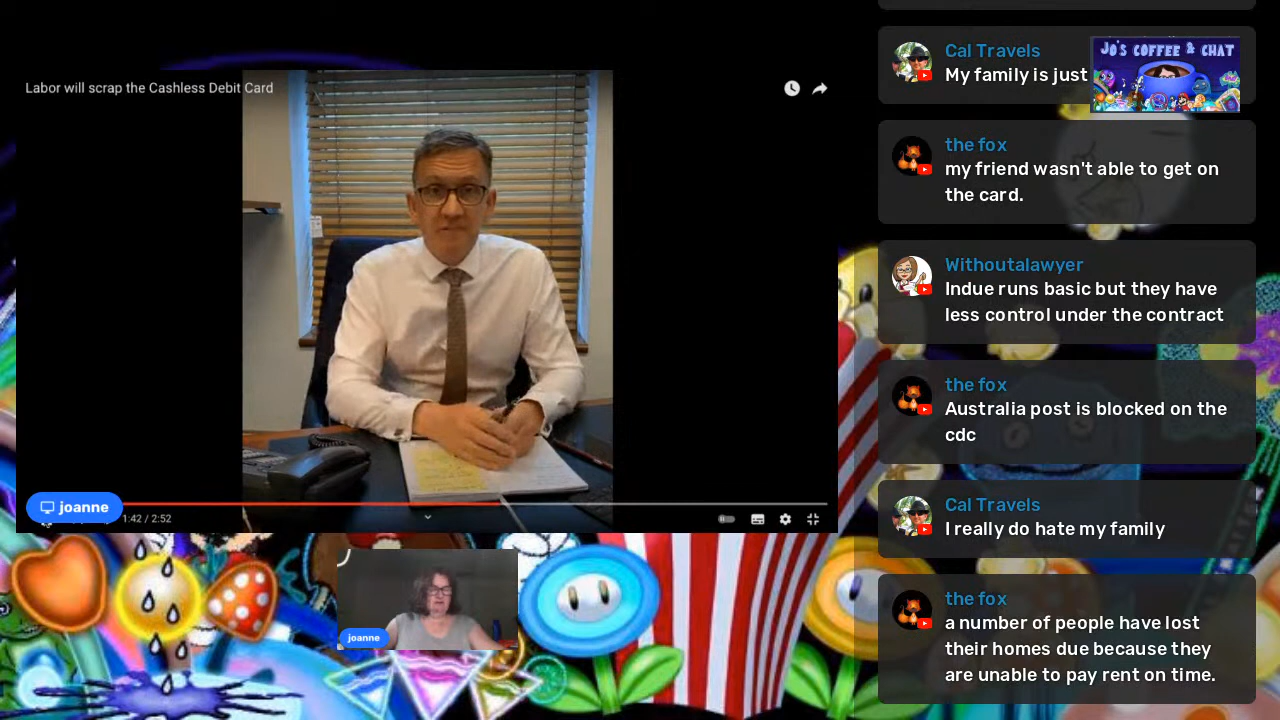 Labor will scrap the Cashless Debit Card
joanne
1:42 / 2:52
joanne
JO'S COFFEE & CHAT
Cal Travels
My family is just
the fox
my friend wasn't able to get on
the card.
Withoutalawyer
Indue runs basic but they have
less control under the contract
the fox
Australia post is blocked on the
cdc
Cal Travels
I really do hate my family
the fox
a number of people have lost
their homes due because they
are unable to pay rent on time.